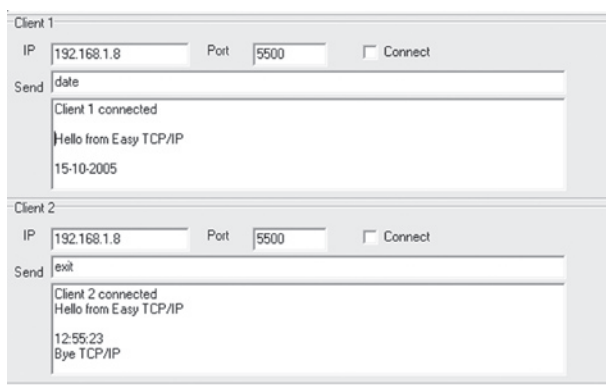 Client 1
IP 192.168.1.8 Port 5500 Connect
Send date
Client 1 connected
Hello from Easy TCP/IP
15-10-2005
Client 2
IP 192.168.1.8 Port 5500 Connect
Send exit
Client 2 connected
Hello from Easy TCP/IP
12:55:23
Bye TCP/IP